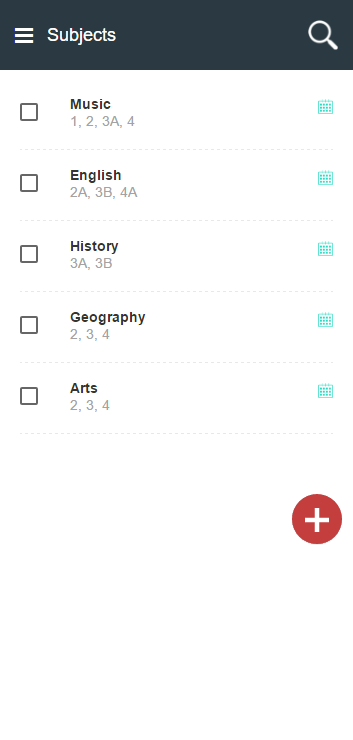 Subjects
Music
1, 2, 3A, 4
English
2A, 3B, 4A
History
3A, 3B
Geography
2, 3, 4
Arts
2, 3, 4